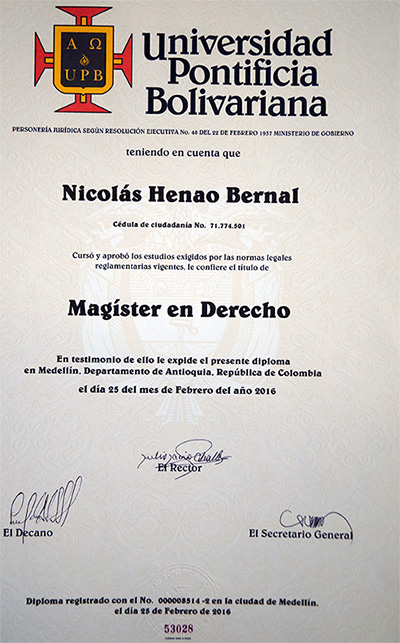 Α Ω
UPB
Universidad
Pontificia
Bolivariana
PERSONERÍA JURÍDICA SEGÚN RESOLUCIÓN EJECUTIVA No. 48 DEL 22 DE FEBRERO 1937 MINISTERIO DE GOBIERNO
teniendo en cuenta que
Nicolás Henao Bernal
Cédula de ciudadanía No. 71.774.501
Cursó y aprobó los estudios exigidos por las normas legales
reglamentarias vigentes, le confiere el título de
Magíster en Derecho
En testimonio de ello le expide el presente diploma
en Medellín, Departamento de Antioquia, República de Colombia
el día 25 del mes de Febrero del año 2016
El Rector
El Decano
El Secretario General
Diploma registrado con el No. 000008514 -2 en la ciudad de Medellín,
el día 25 de Febrero de 2016
53028